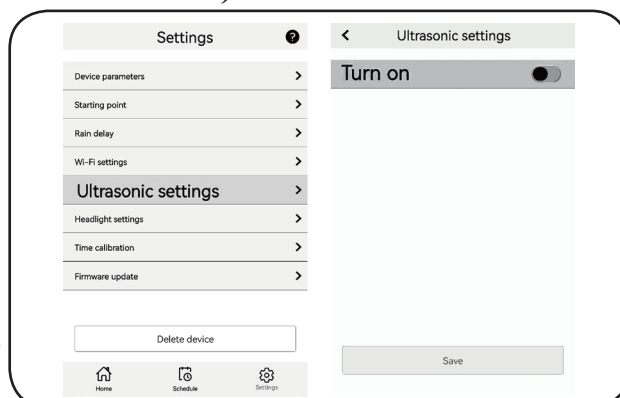 Settings
?
Device parameters
Starting point
Rain delay
Wi-Fi settings
Ultrasonic settings
Headlight settings
Time calibration
Firmware update
Delete device
Home
Schedule
Settings
Ultrasonic settings
Turn on
Save